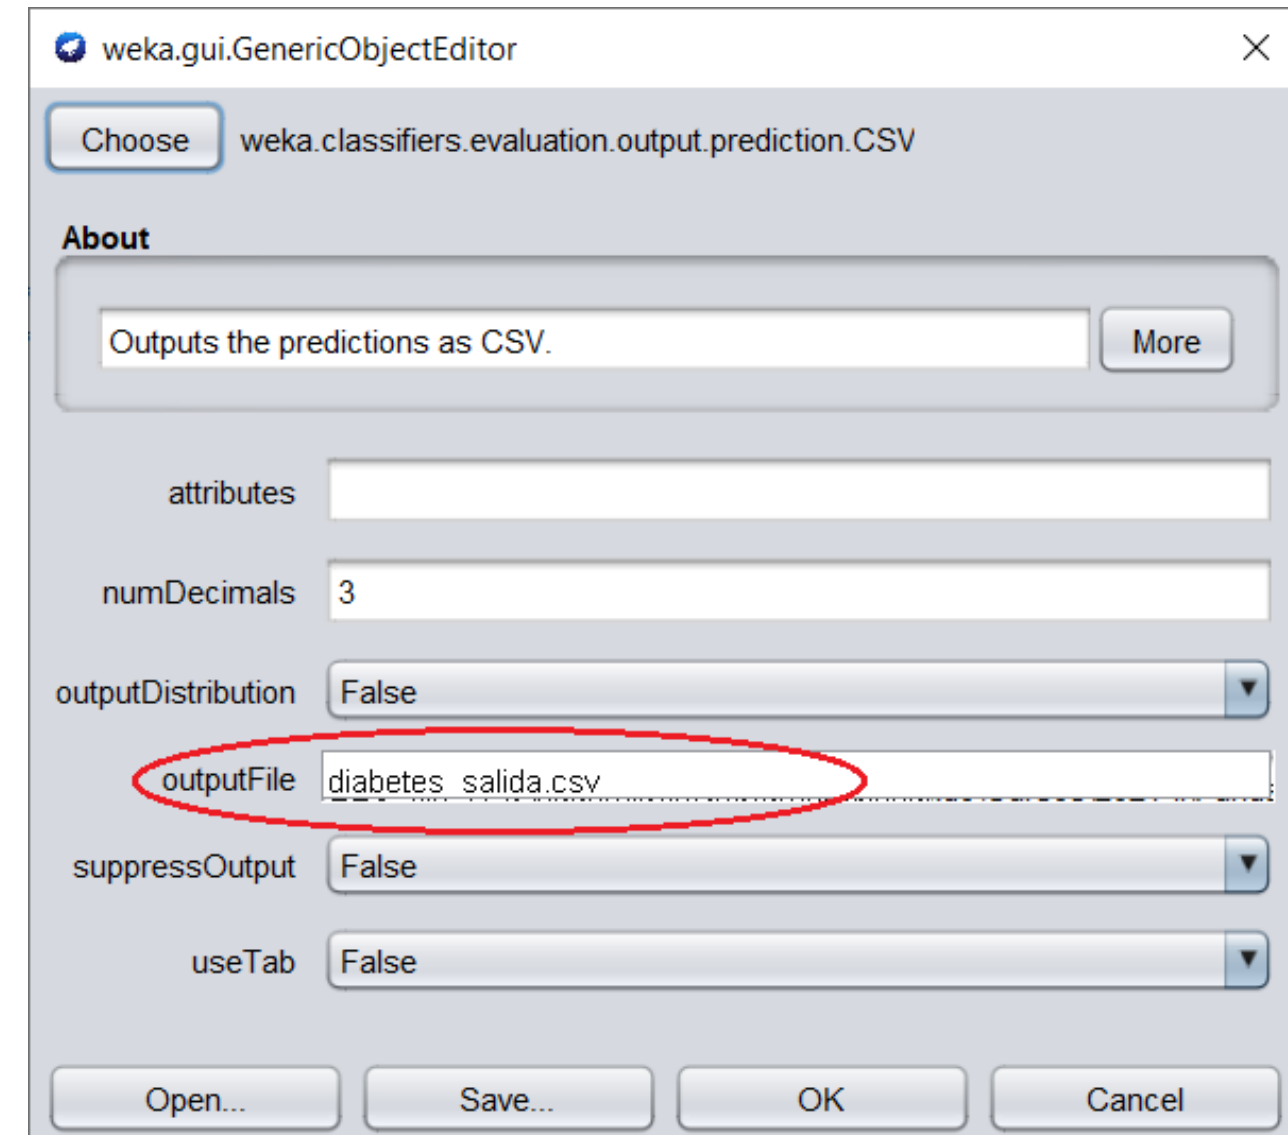 weka.gui.GenericObjectEditor
Choose weka.classifiers.evaluation.output.prediction.CSV
About
Outputs the predictions as CSV. More
attributes
numDecimals 3
outputDistribution False
outputFile diabetes_salida.csv
suppressOutput False
useTab False
Open... Save... OK Cancel